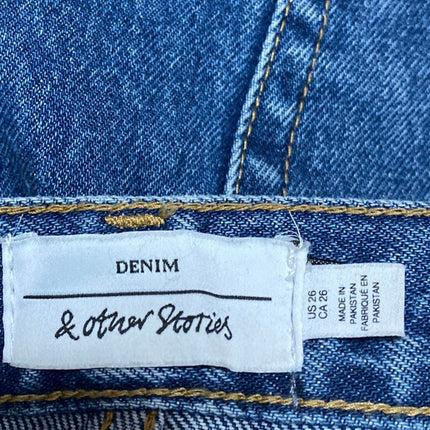 DENIM
& other Stories
US 26
CA 26
MADE IN
PAKISTAN
FABRIQUÉ EN
PAKISTAN